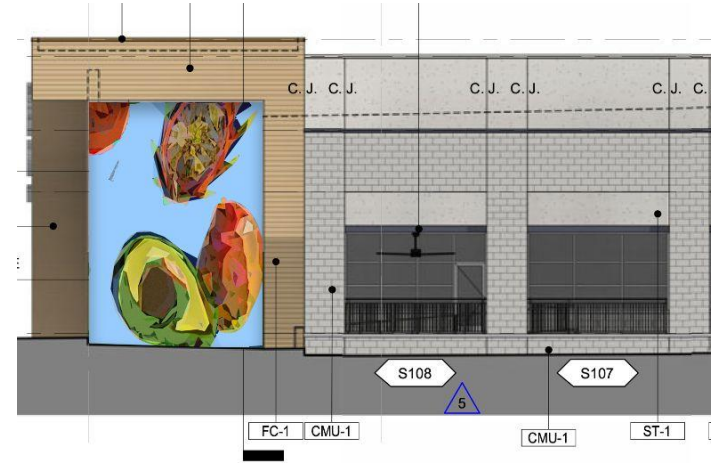 C. J. C. J. C. J. C. J. C. J. C.
S108 S107
5
FC-1 CMU-1 CMU-1 ST-1